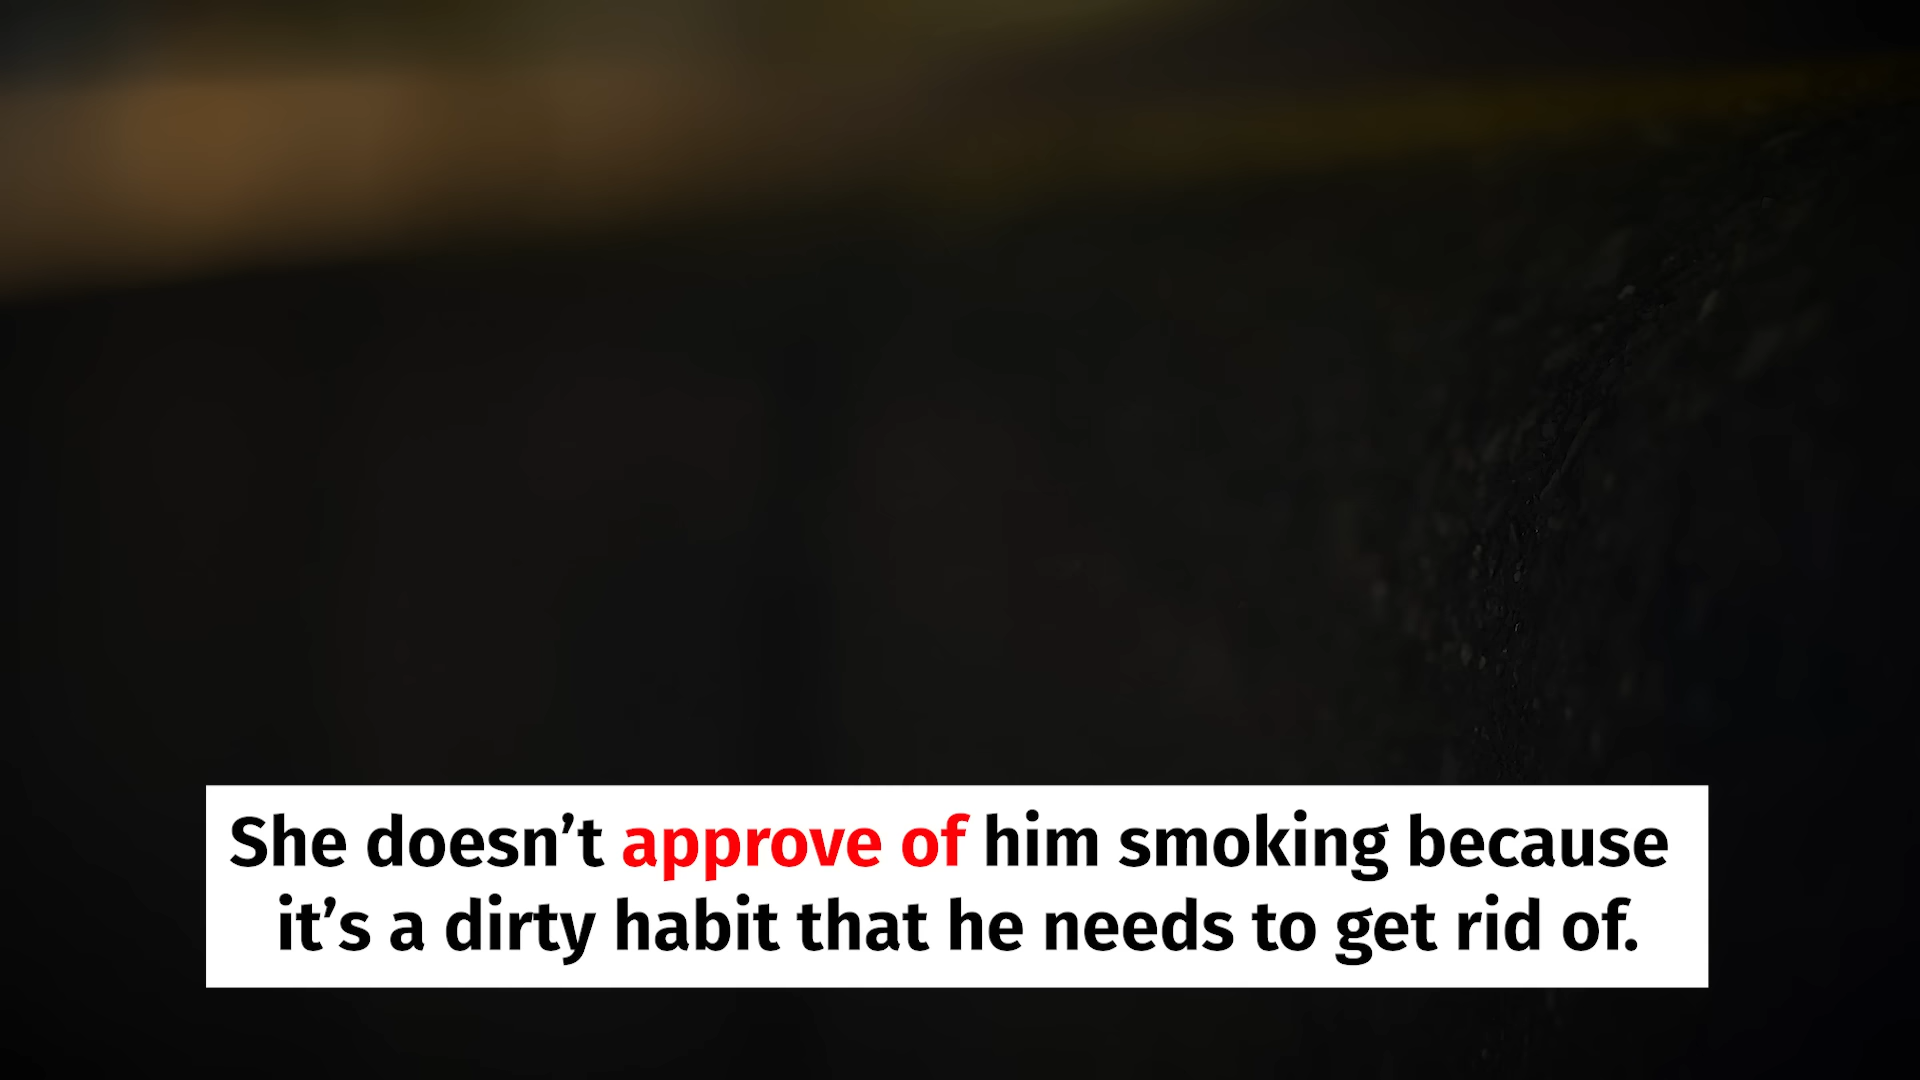 She doesn’t approve of him smoking because
it’s a dirty habit that he needs to get rid of.